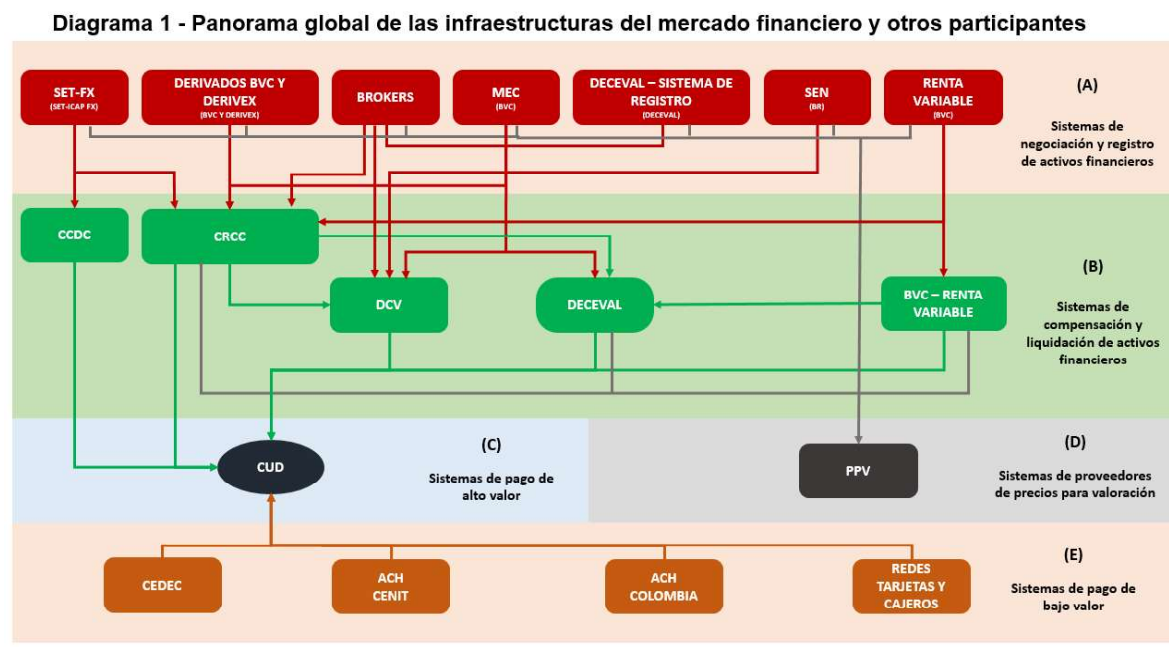 Diagrama 1 - Panorama global de las infraestructuras del mercado financiero y otros participantes
SET-FX
(SET-ICAP FX)
DERIVADOS BVC Y
DERIVEX
(BVC Y DERIVEX)
BROKERS
MEC
(BVC)
DECEVAL – SISTEMA DE
REGISTRO
(DECEVAL)
SEN
(BR)
RENTA
VARIABLE
(BVC)
(A)
Sistemas de
negociación y registro
de activos financieros
CCDC
CRCC
DCV
DECEVAL
BVC – RENTA
VARIABLE
(B)
Sistemas de
compensación y
liquidación de activos
financieros
CUD
(C)
Sistemas de pago de
alto valor
PPV
(D)
Sistemas de proveedores
de precios para valoración
CEDEC
ACH
CENIT
ACH
COLOMBIA
REDES
TARJETAS Y
CAJEROS
(E)
Sistemas de pago de
bajo valor